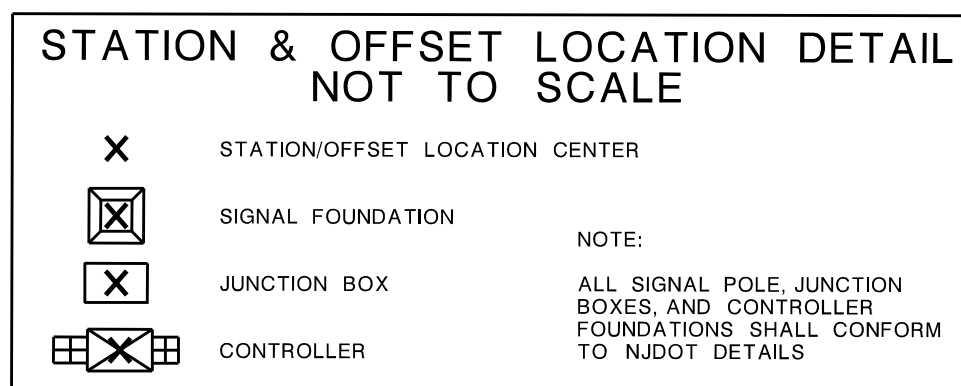 STATION & OFFSET LOCATION DETAIL
NOT TO SCALE
STATION/OFFSET LOCATION CENTER
SIGNAL FOUNDATION
JUNCTION BOX
CONTROLLER
NOTE:
ALL SIGNAL POLE, JUNCTION
BOXES, AND CONTROLLER
FOUNDATIONS SHALL CONFORM
TO NJDOT DETAILS